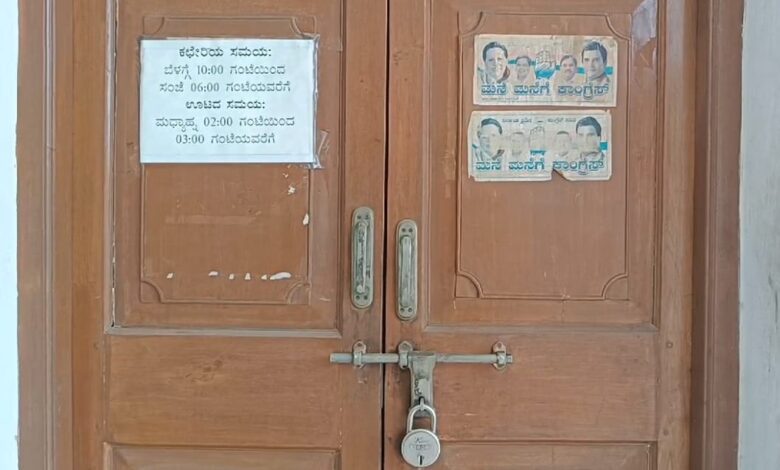 ಕಛೇರಿಯ ಸಮಯ:
ಬೆಳಗ್ಗೆ 10:00 ಗಂಟೆಯಿಂದ
ಸಂಜೆ 06:00 ಗಂಟೆಯವರೆಗೆ
ಊಟದ ಸಮಯ:
ಮಧ್ಯಾಹ್ನ 02:00 ಗಂಟೆಯಿಂದ
03:00 ಗಂಟೆಯವರೆಗೆ
ಮನೆ ಮನೆಗೆ ಕಾಂಗ್ರೆಸ್
ಮನೆ ಮನೆಗೆ ಕಾಂಗ್ರೆಸ್